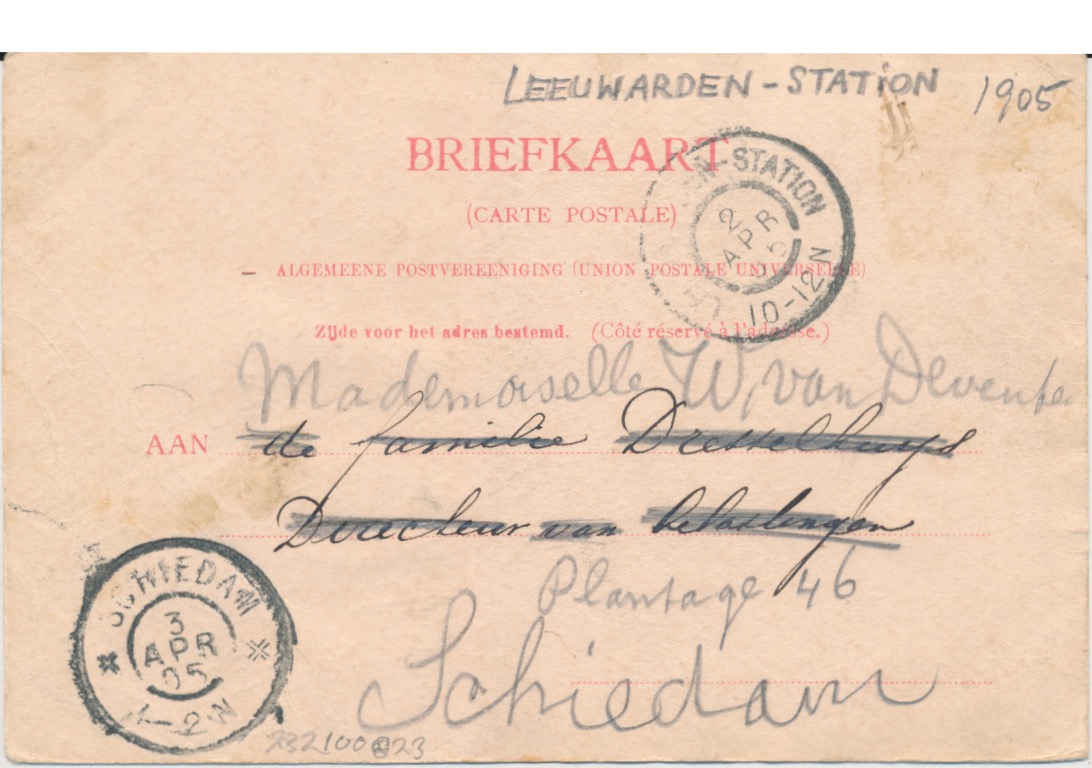 LEEUWARDEN-STATION 1905
BRIEFKAART
(CARTE POSTALE)
ALGEMEENE POSTVEREENIGING (UNION POSTALE UNIVERSELLE)
Zijde voor het adres bestemd. (Côté réservé à l'adresse.)
-STATION
2
APR
05
10-12N
Mademoiselle W. van Deventer
AAN de familie Dresselhuys
Directeur van belastingen
Plantage 46
Schiedam
SCHIEDAM
3
APR
05
1-2N
232100823